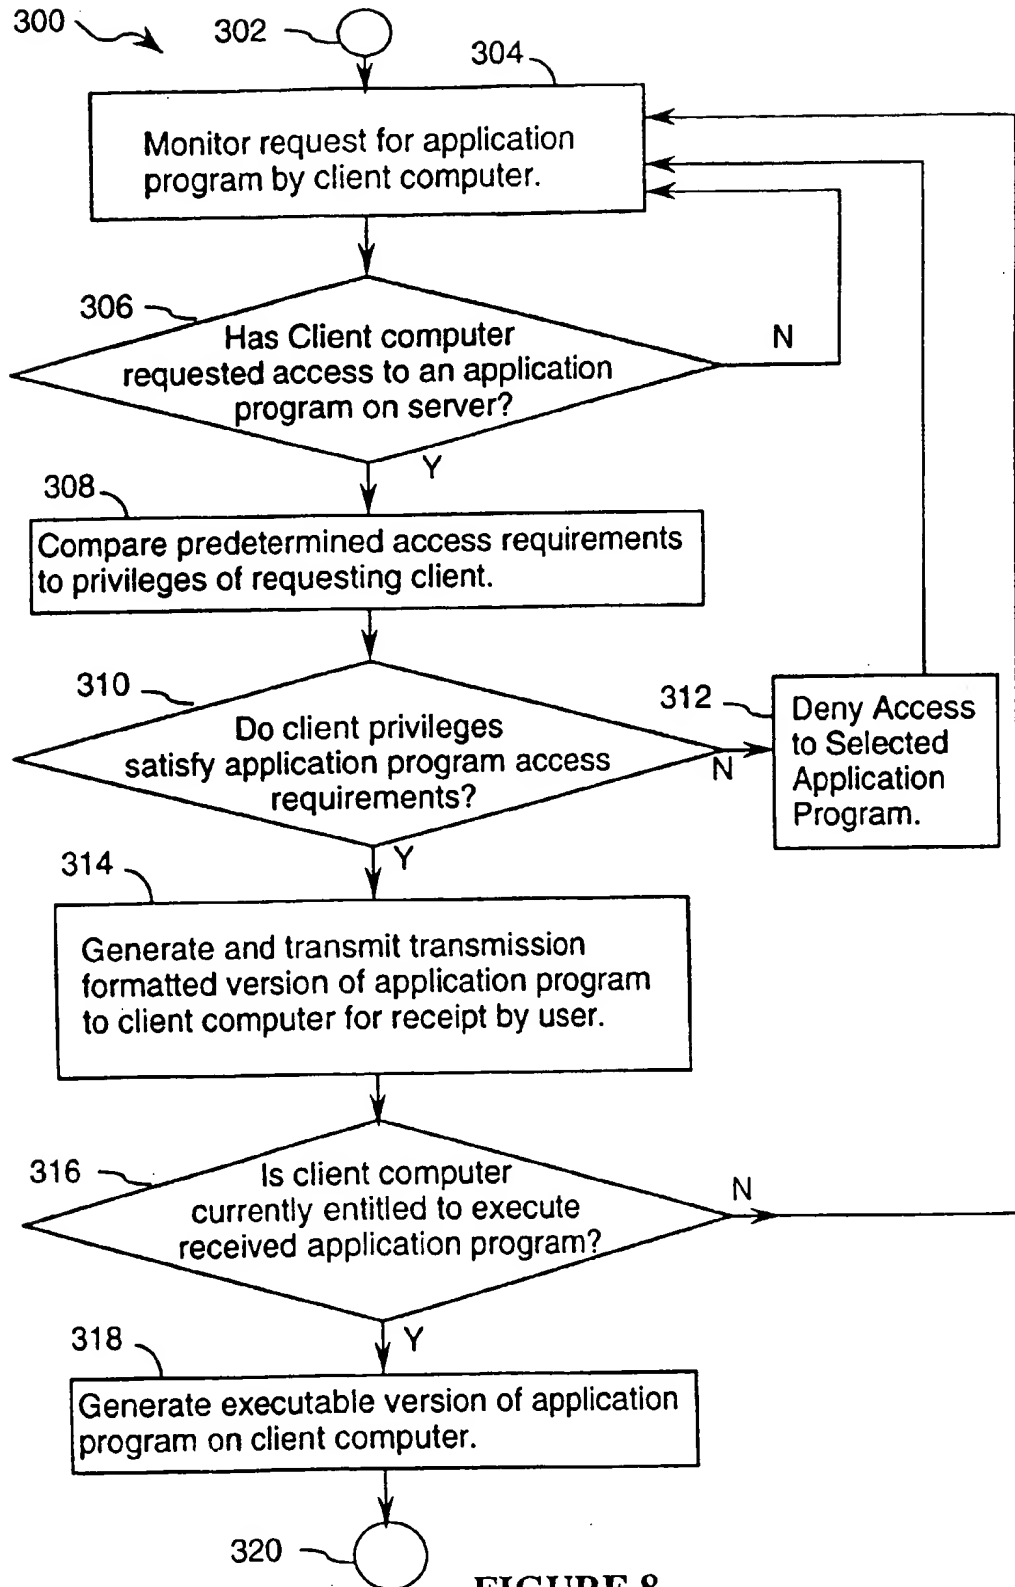 300
302
304
Monitor request for application
program by client computer.
306
Has Client computer
requested access to an application
program on server?
N
Y
308
Compare predetermined access requirements
to privileges of requesting client.
310
Do client privileges
satisfy application program access
requirements?
N
312
Deny Access
to Selected
Application
Program.
Y
314
Generate and transmit transmission
formatted version of application program
to client computer for receipt by user.
316
Is client computer
currently entitled to execute
received application program?
N
Y
318
Generate executable version of application
program on client computer.
320
FIGURE 8